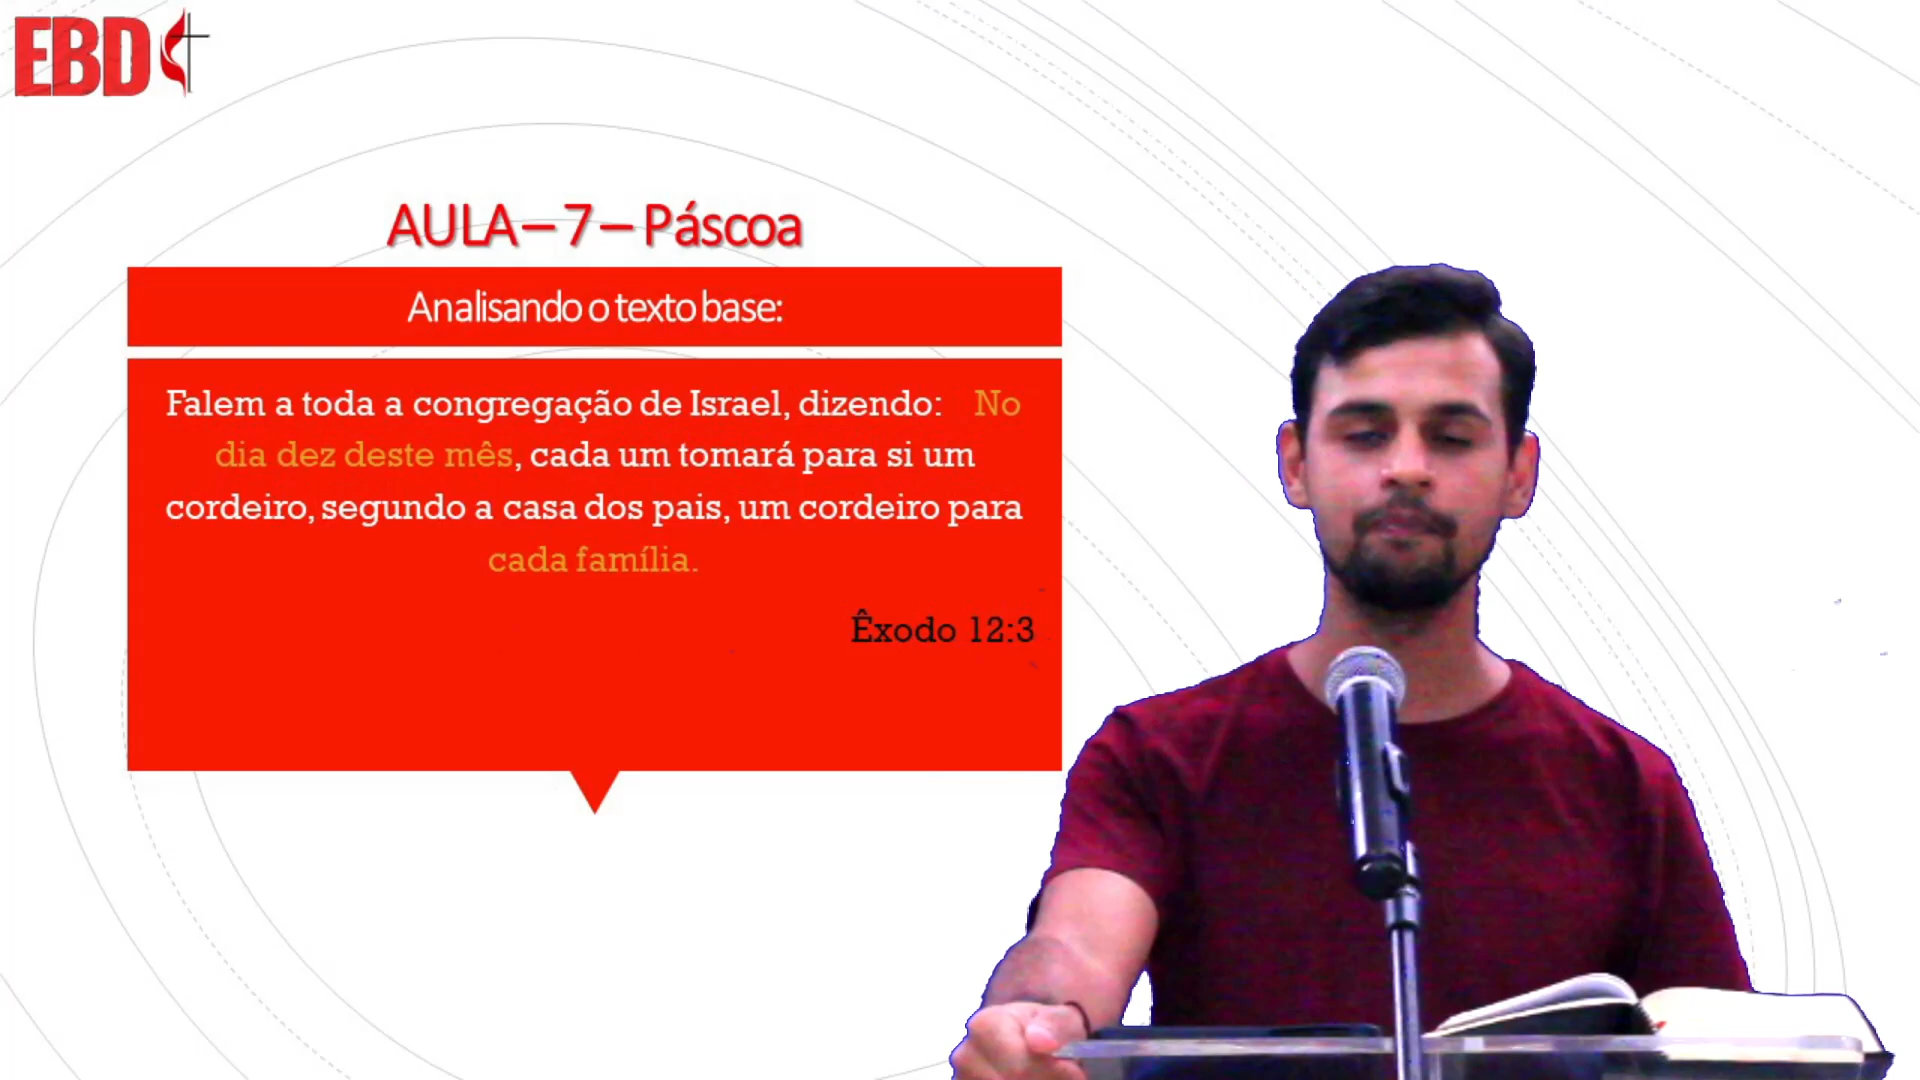 EBD
AULA – 7 – Páscoa
Analisando o texto base:
Falem a toda a congregação de Israel, dizendo: No
dia dez deste mês, cada um tomará para si um
cordeiro, segundo a casa dos pais, um cordeiro para
cada família.
Êxodo 12:3